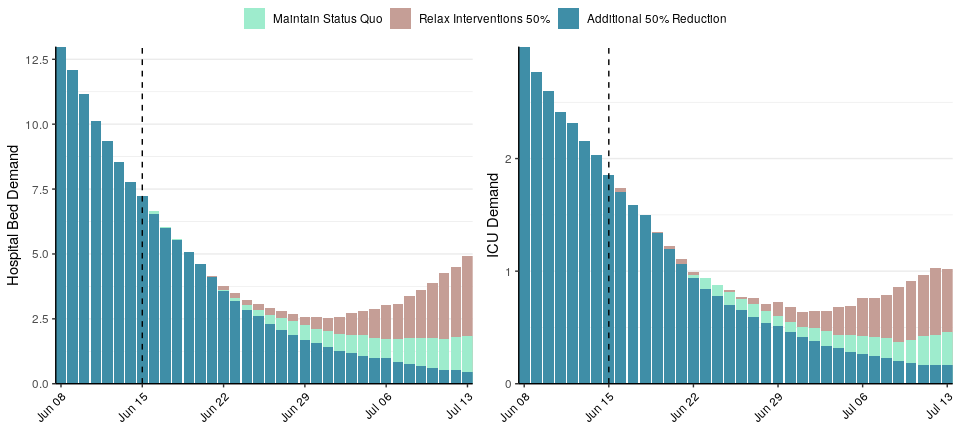 Maintain Status Quo Relax Interventions 50% Additional 50% Reduction
Hospital Bed Demand
12.5
10.0
7.5
5.0
2.5
0.0
Jun 08 Jun 15 Jun 22 Jun 29 Jul 06 Jul 13
ICU Demand
2
1
0
Jun 08 Jun 15 Jun 22 Jun 29 Jul 06 Jul 13